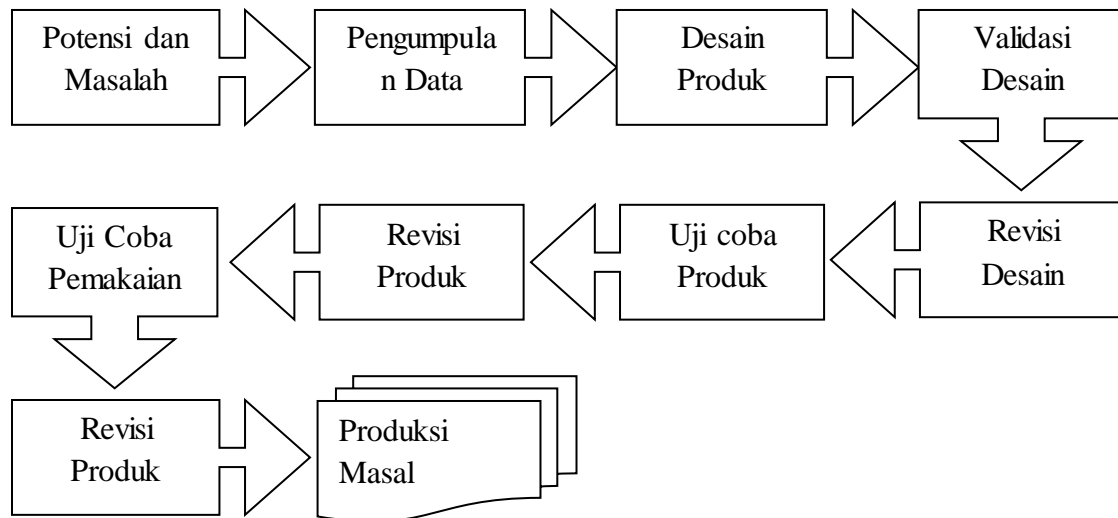 Potensi dan
Masalah
Pengumpula
n Data
Desain
Produk
Validasi
Desain
Revisi
Desain
Uji coba
Produk
Revisi
Produk
Uji Coba
Pemakaian
Revisi
Produk
Produksi
Masal